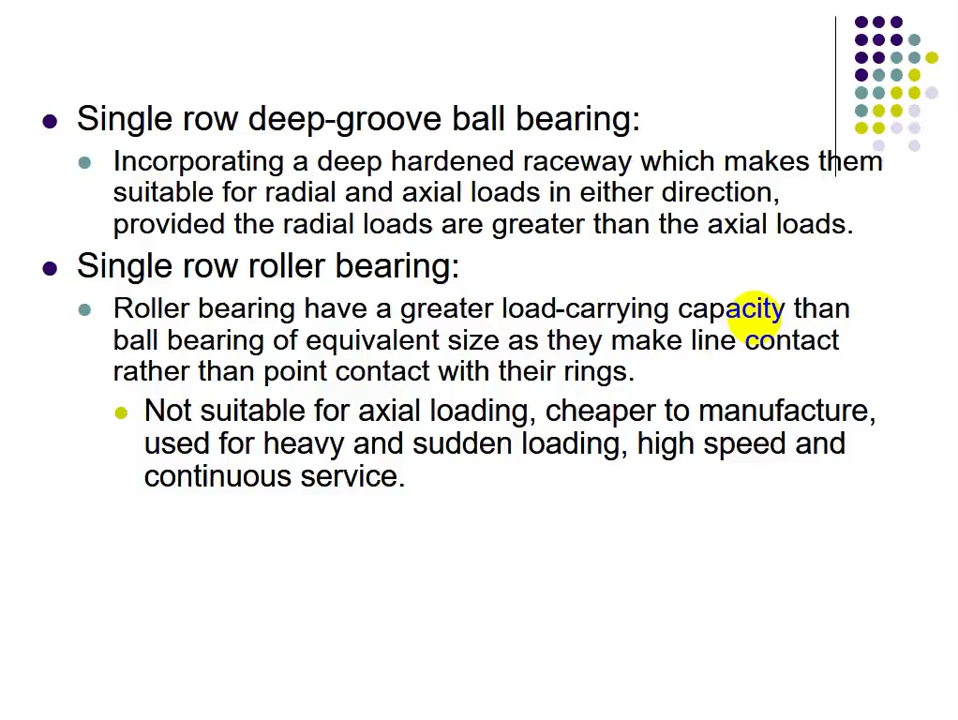 Single row deep-groove ball bearing:
Incorporating a deep hardened raceway which makes them
suitable for radial and axial loads in either direction,
provided the radial loads are greater than the axial loads.
Single row roller bearing:
Roller bearing have a greater load-carrying capacity than
ball bearing of equivalent size as they make line contact
rather than point contact with their rings.
Not suitable for axial loading, cheaper to manufacture,
used for heavy and sudden loading, high speed and
continuous service.